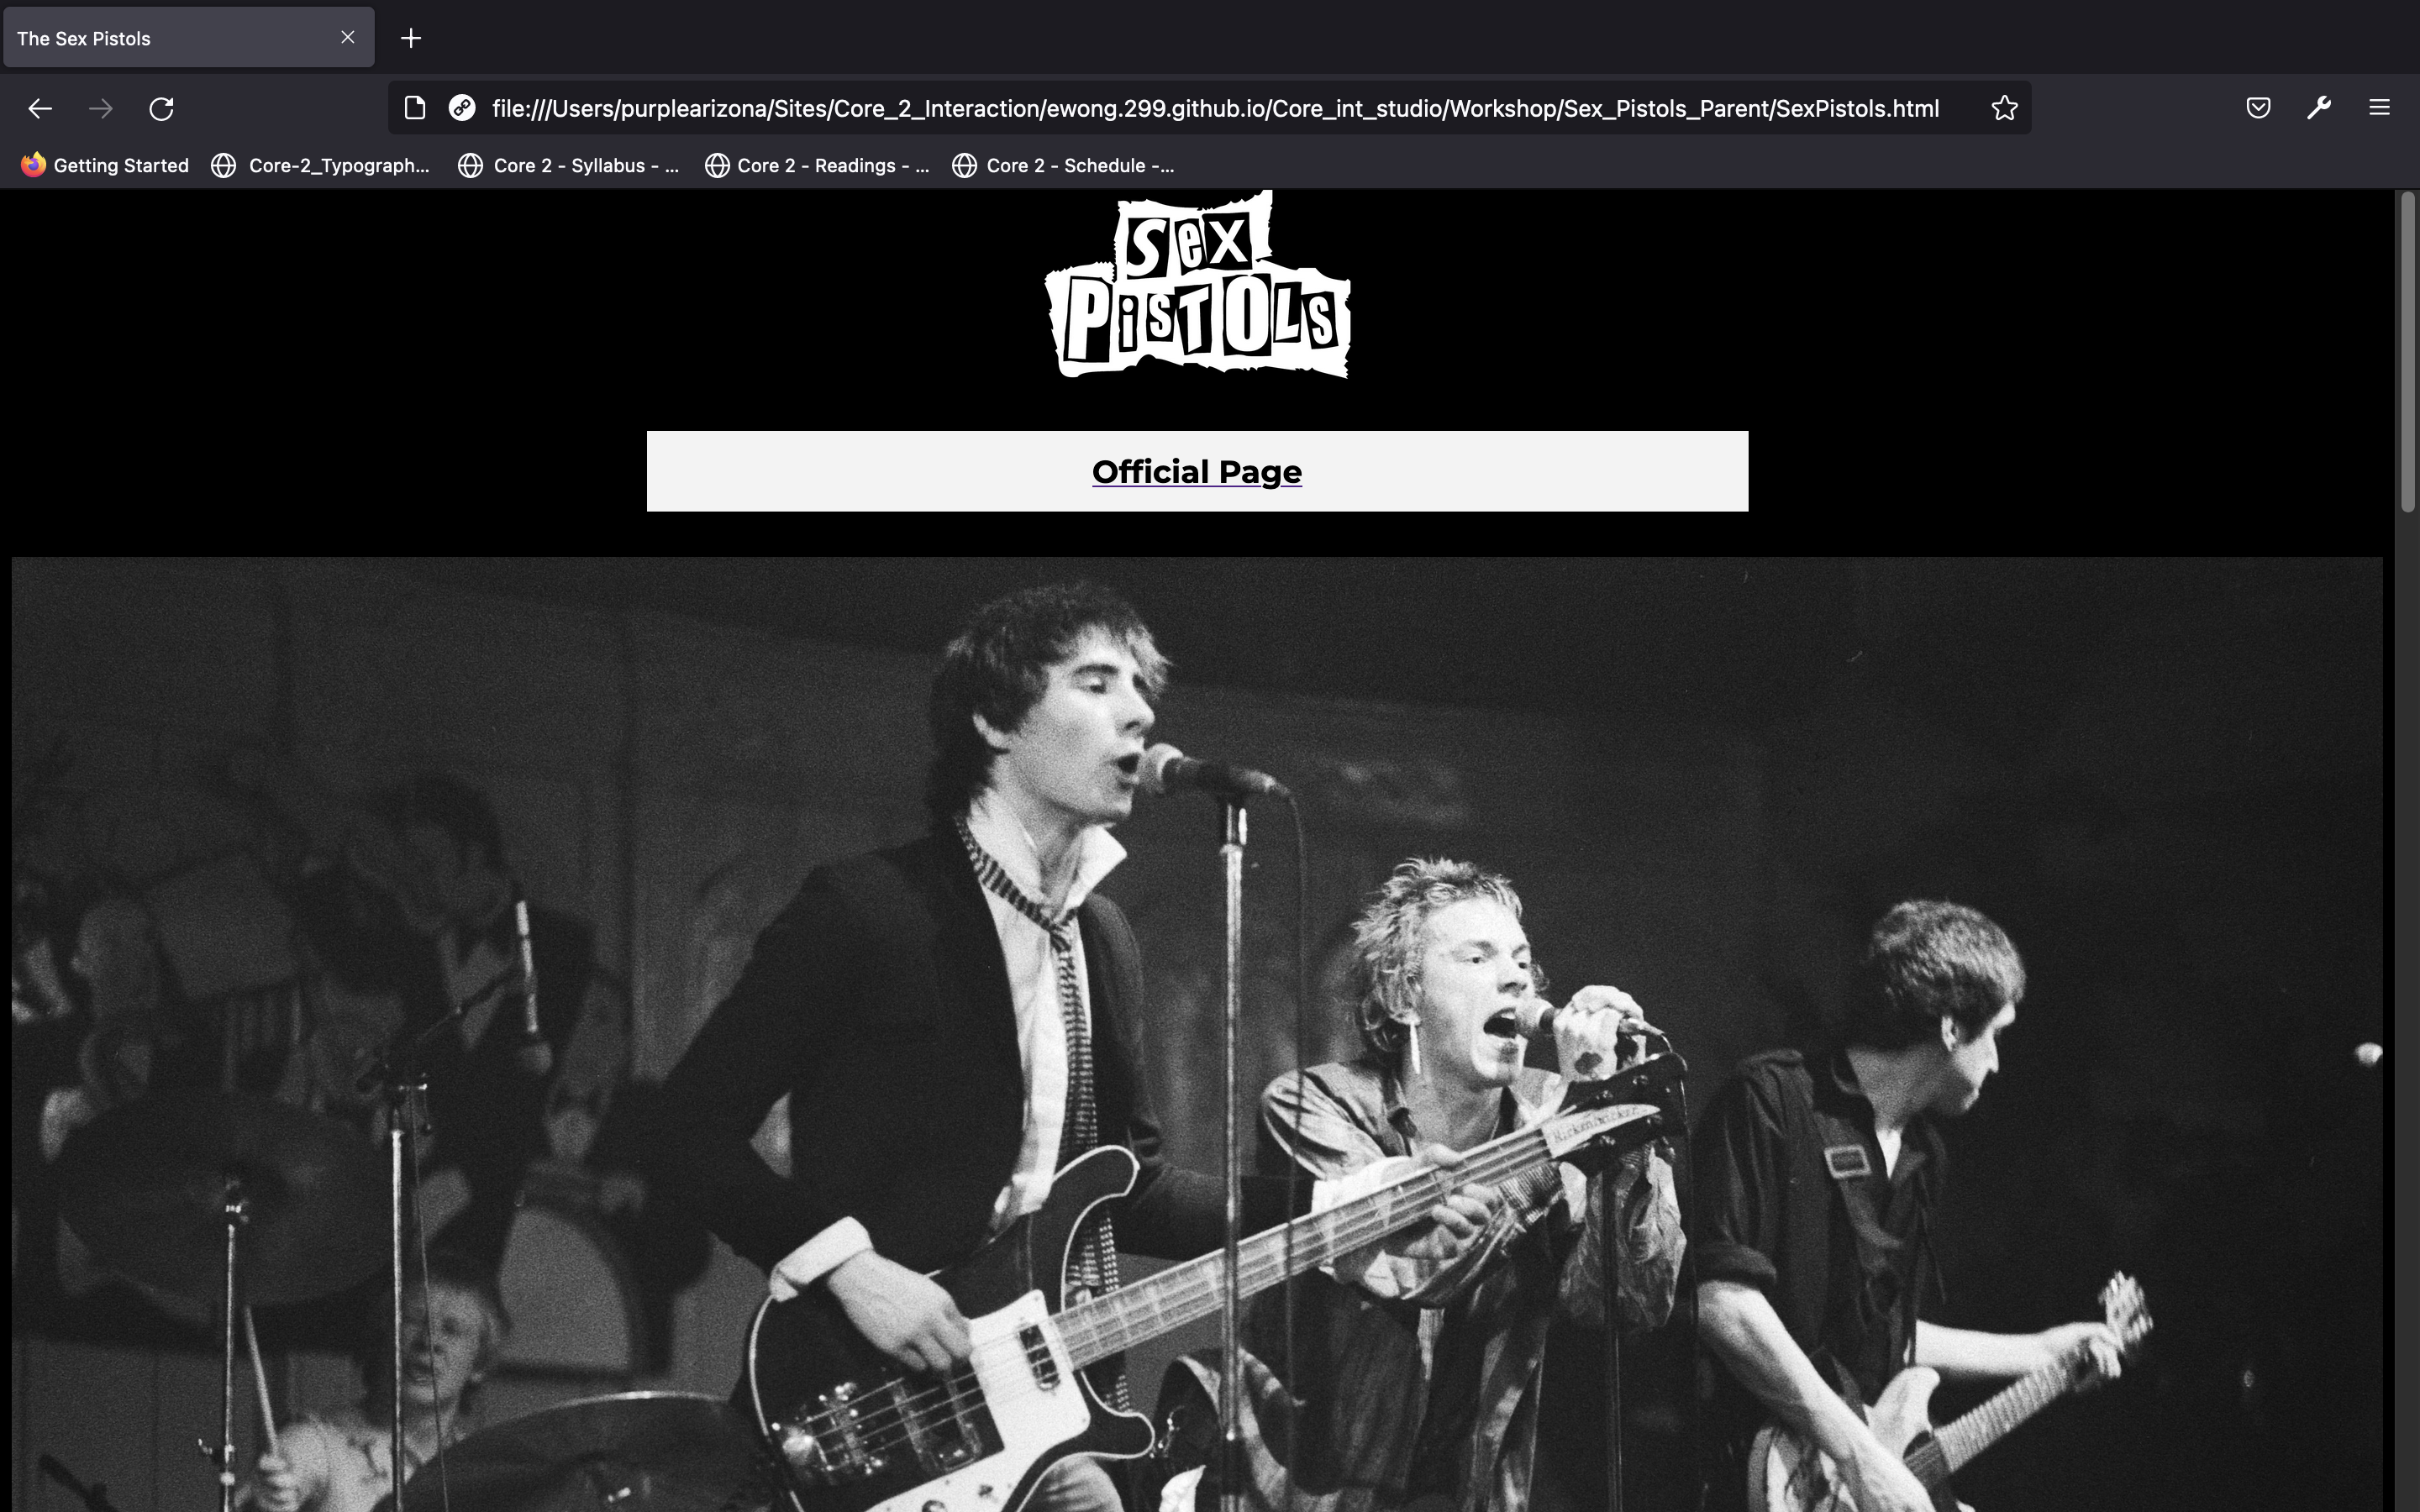 The Sex Pistols
file:///Users/purplearizona/Sites/Core_2_Interaction/ewong.299.github.io/Core_int_studio/Workshop/Sex_Pistols_Parent/SexPistols.html
Getting Started
Core-2_Typograph...
Core 2 - Syllabus - ...
Core 2 - Readings - ...
Core 2 - Schedule -...
SeX
PiSTOLS
Official Page
Rickenbacker